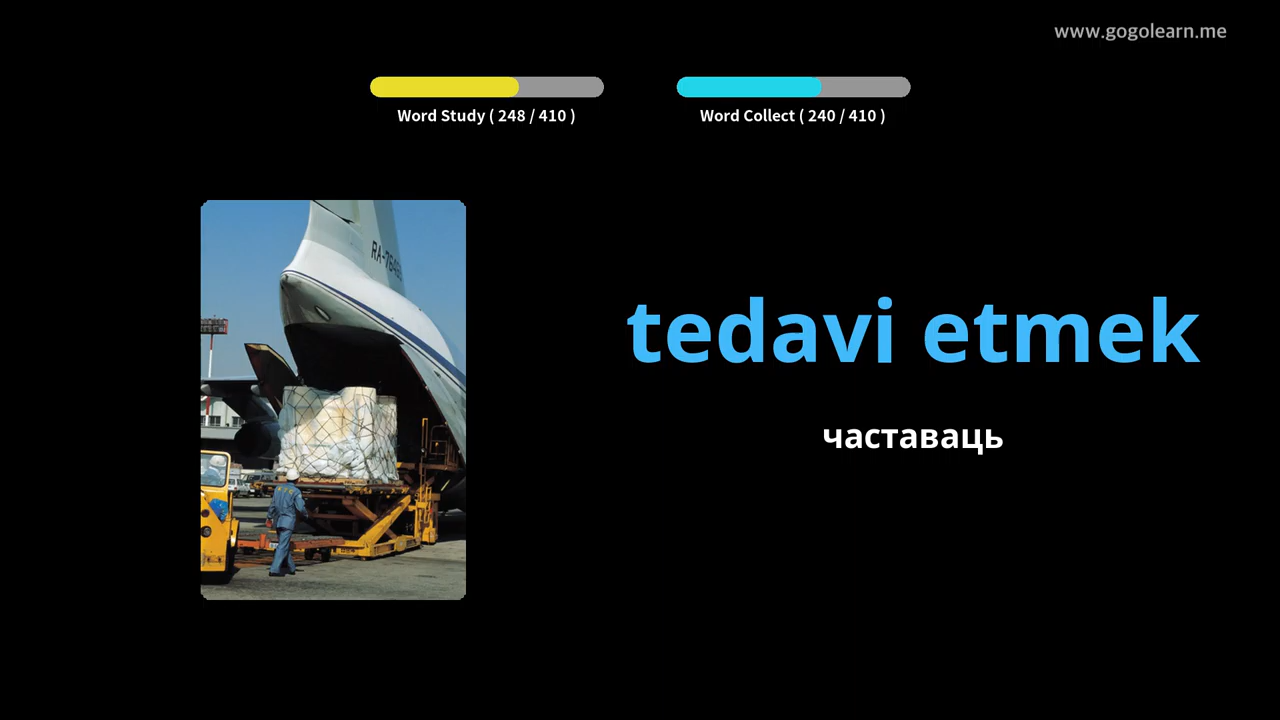 www.gogolearn.me
Word Study ( 248 / 410 )
Word Collect ( 240 / 410 )
tedavi etmek
частаваць